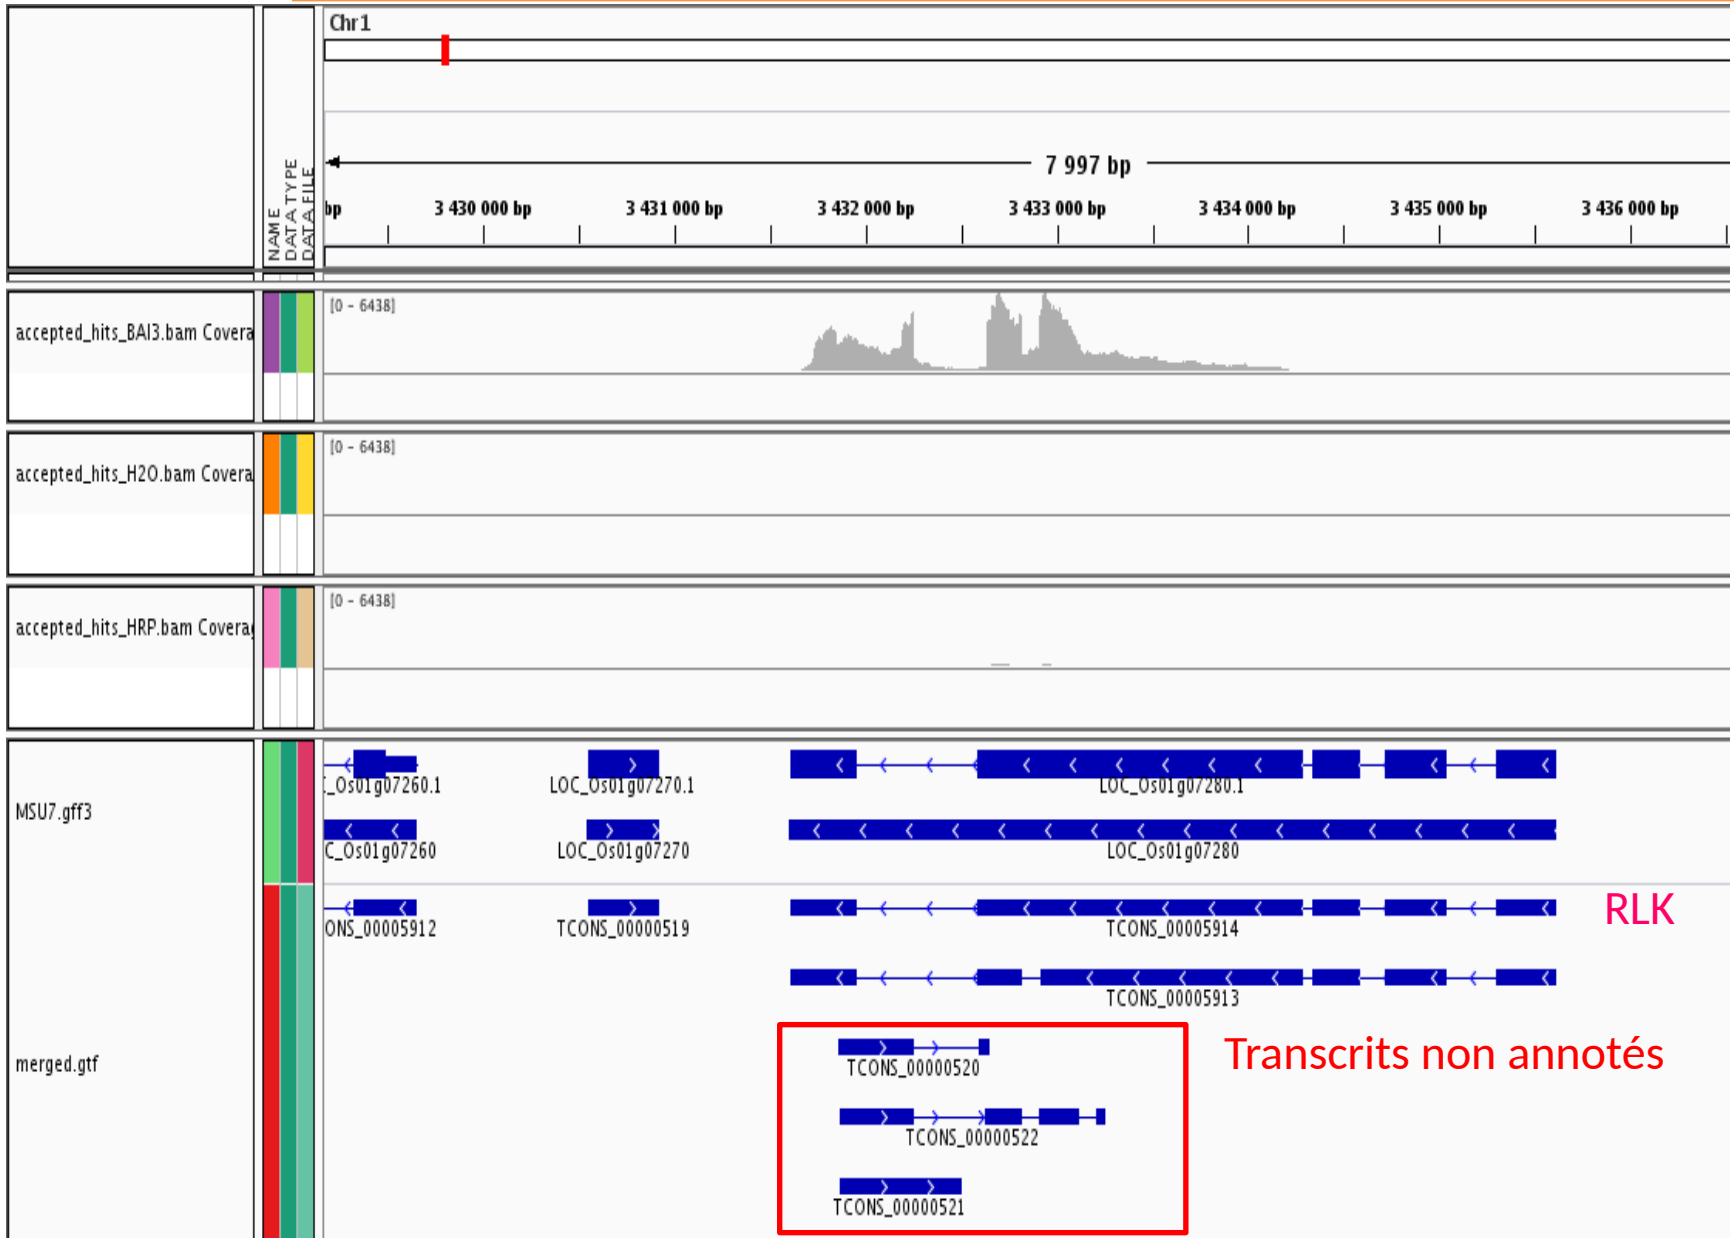 Chr1
7 997 bp
NAME
DATA TYPE
DATA FILE
bp 3 430 000 bp 3 431 000 bp 3 432 000 bp 3 433 000 bp 3 434 000 bp 3 435 000 bp 3 436 000 bp
[0 - 6438]
accepted_hits_BAI3.bam Covera
[0 - 6438]
accepted_hits_H2O.bam Covera
[0 - 6438]
accepted_hits_HRP.bam Coverag
_Os01g07260.1 LOC_Os01g07270.1 LOC_Os01g07280.1
MSU7.gff3
C_Os01g07260 LOC_Os01g07270 LOC_Os01g07280
RLK
ONS_00005912 TCONS_00000519 TCONS_00005914
TCONS_00005913
Transcrits non annotés
merged.gtf
TCONS_00000520
TCONS_00000522
TCONS_00000521